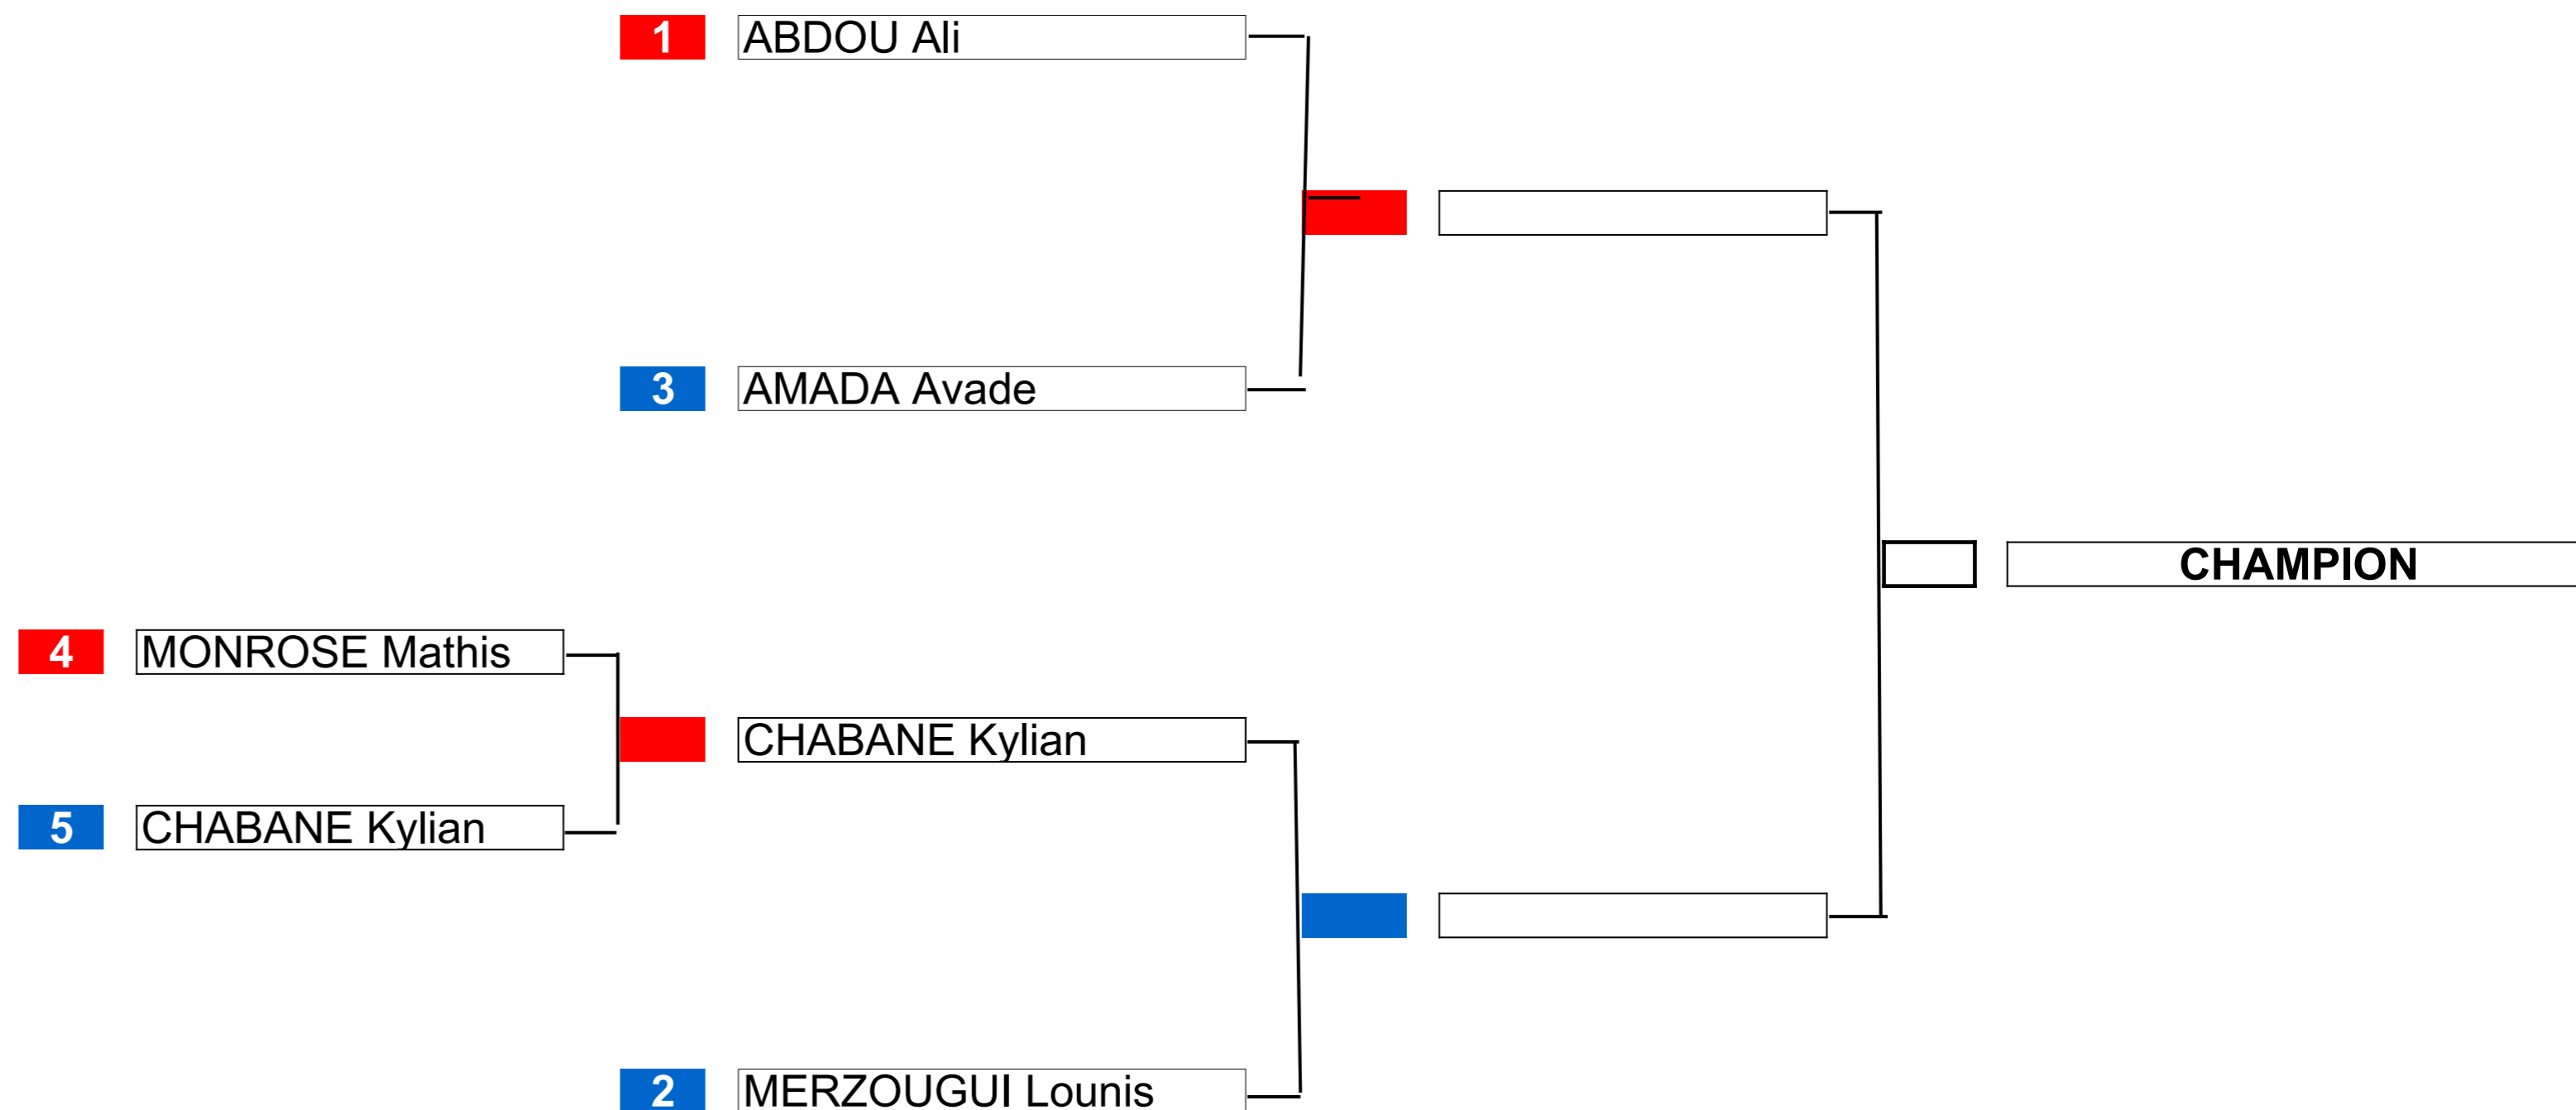 1 ABDOU Ali
3 AMADA Avade
CHAMPION
4 MONROSE Mathis
CHABANE Kylian
5 CHABANE Kylian
2 MERZOUGUI Lounis